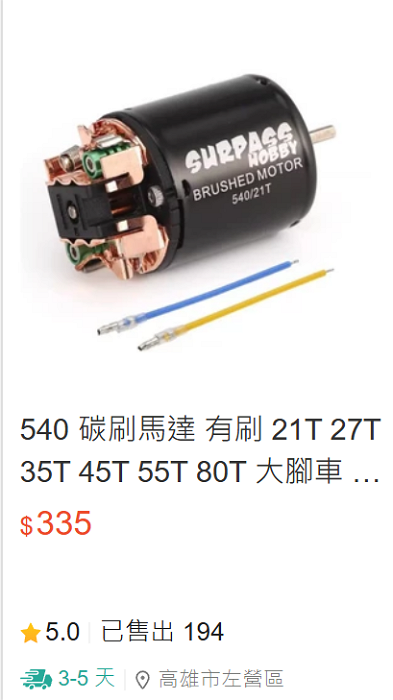 SURPASS
HOBBY
BRUSHED MOTOR
540/21T
540 碳刷馬達 有刷 21T 27T
35T 45T 55T 80T 大腳車 ...
$335
5.0 已售出 194
3-5 天 高雄市左營區